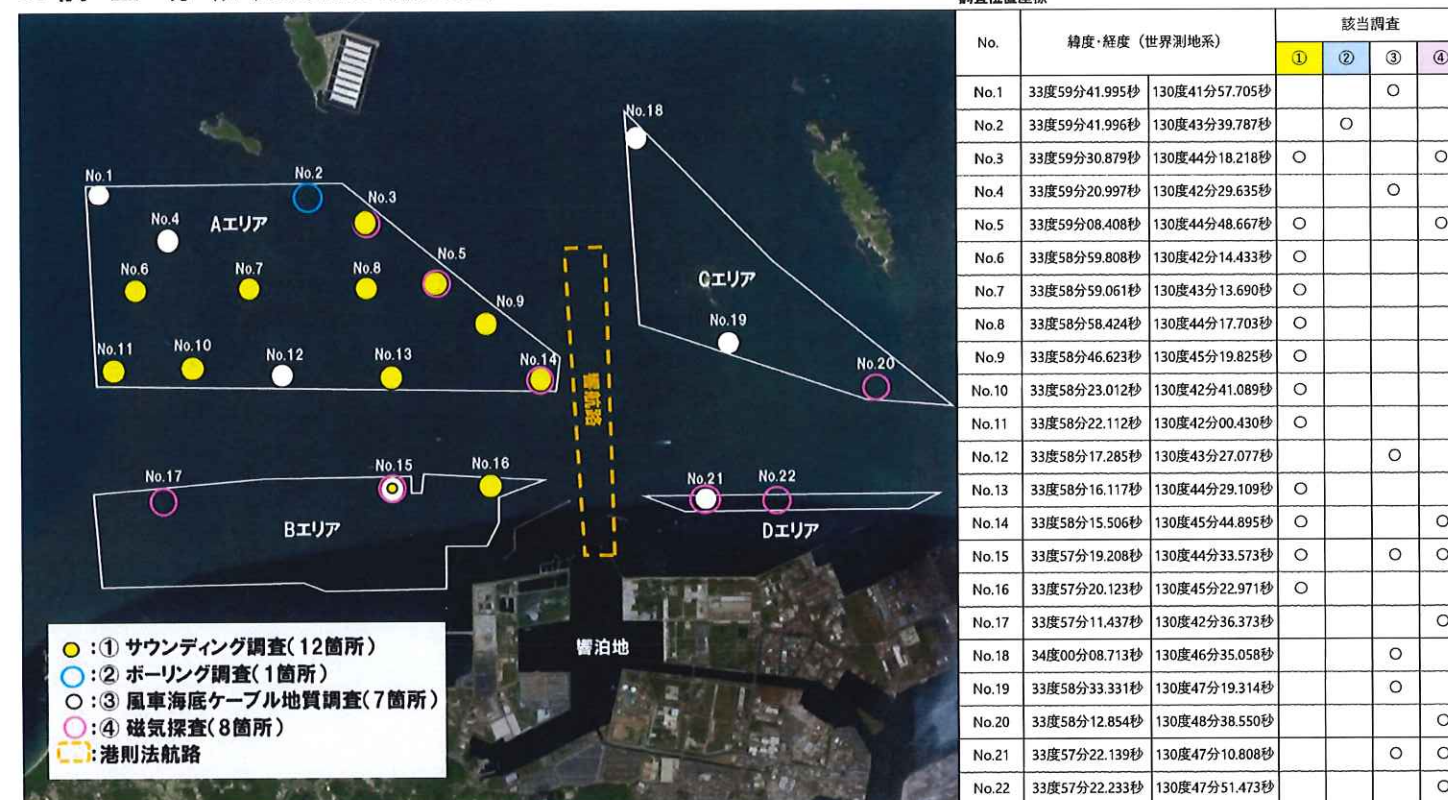 No.1
No.2
No.3
No.4
Aエリア
No.5
No.6
No.7
No.8
No.9
No.10
No.11
No.12
No.13
No.14
No.15
No.16
No.17
Bエリア
No.18
Cエリア
No.19
No.20
No.21
No.22
Dエリア
響航路
響泊地
:① サウンディング調査(12箇所)
:② ボーリング調査(1箇所)
:③ 風車海底ケーブル地質調査(7箇所)
:④ 磁気探査(8箇所)
:港則法航路
No. 緯度・経度(世界測地系) 該当調査
① ② ③ ④
No.1 33度59分41.995秒 130度41分57.705秒 ○
No.2 33度59分41.996秒 130度43分39.787秒 ○
No.3 33度59分30.879秒 130度44分18.218秒 ○ ○
No.4 33度59分20.997秒 130度42分29.635秒 ○
No.5 33度59分08.408秒 130度44分48.667秒 ○ ○
No.6 33度58分59.808秒 130度42分14.433秒 ○
No.7 33度58分59.061秒 130度43分13.690秒 ○
No.8 33度58分58.424秒 130度44分17.703秒 ○
No.9 33度58分46.623秒 130度45分19.825秒 ○
No.10 33度58分23.012秒 130度42分41.089秒 ○
No.11 33度58分22.112秒 130度42分00.430秒 ○
No.12 33度58分17.285秒 130度43分27.077秒 ○
No.13 33度58分16.117秒 130度44分29.109秒 ○
No.14 33度58分15.506秒 130度45分44.895秒 ○ ○
No.15 33度57分19.208秒 130度44分33.573秒 ○ ○ ○
No.16 33度57分20.123秒 130度45分22.971秒 ○
No.17 33度57分11.437秒 130度42分36.373秒 ○
No.18 34度00分08.713秒 130度46分35.058秒 ○
No.19 33度58分33.331秒 130度47分19.314秒 ○
No.20 33度58分12.854秒 130度48分38.550秒 ○
No.21 33度57分22.139秒 130度47分10.808秒 ○ ○
No.22 33度57分22.233秒 130度47分51.473秒 ○